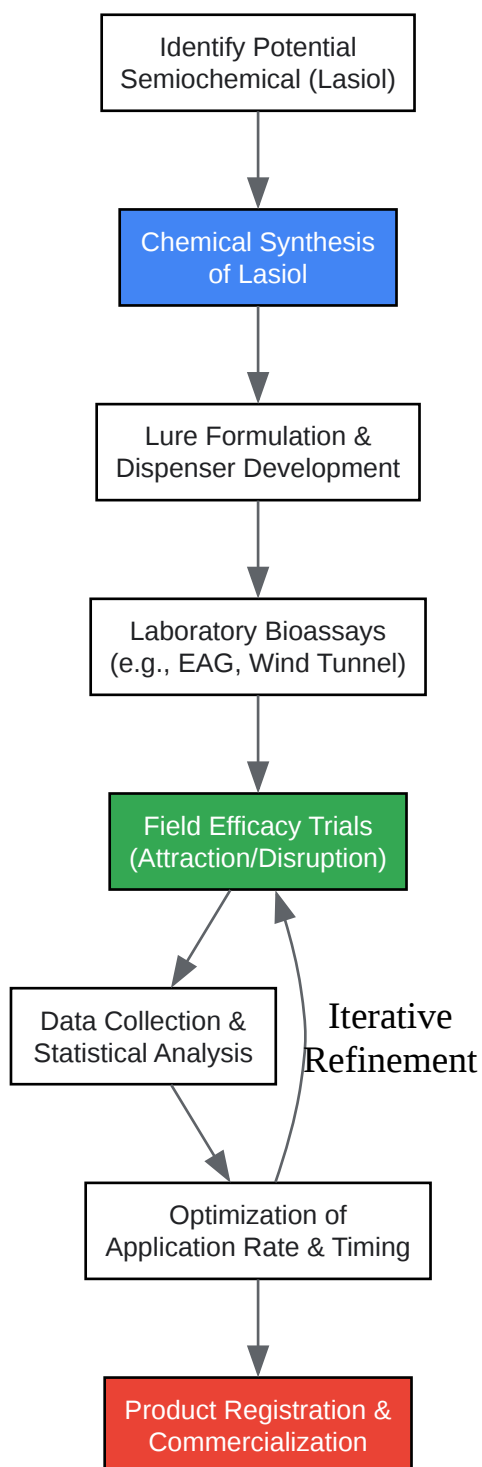 Identify Potential
Semiochemical (Lasiol)
Chemical Synthesis
of Lasiol
Lure Formulation &
Dispenser Development
Laboratory Bioassays
(e.g., EAG, Wind Tunnel)
Field Efficacy Trials
(Attraction/Disruption)
Data Collection &
Statistical Analysis
Iterative
Refinement
Optimization of
Application Rate & Timing
Product Registration &
Commercialization